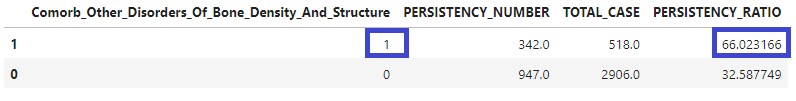 Comorb_Other_Disorders_Of_Bone_Density_And_Structure PERSISTENCY_NUMBER TOTAL_CASE PERSISTENCY_RATIO
1 1 342.0 518.0 66.023166
0 0 947.0 2906.0 32.587749